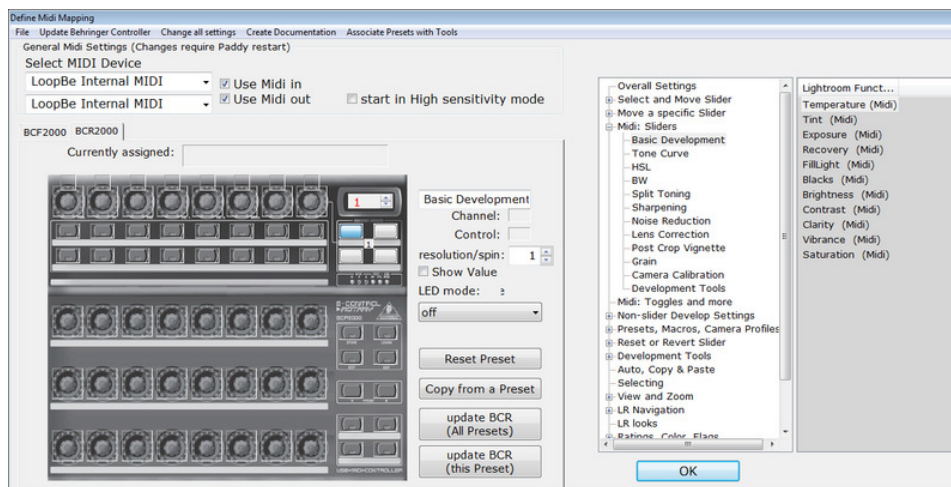 Define Midi Mapping
File Update Behringer Controller Change all settings Create Documentation Associate Presets with Tools
General Midi Settings (Changes require Paddy restart)
Select MIDI Device
LoopBe Internal MIDI
Use Midi in
LoopBe Internal MIDI
Use Midi out
start in High sensitivity mode
BCF2000 BCR2000
Currently assigned:
1
1
Basic Development
Channel:
Control:
resolution/spin: 1
Show Value
LED mode:
off
B-CONTROL
BCR2000
Reset Preset
Copy from a Preset
update BCR
(All Presets)
update BCR
(this Preset)
Overall Settings
Select and Move Slider
Move a specific Slider
Midi: Sliders
Basic Development
Tone Curve
HSL
BW
Split Toning
Sharpening
Noise Reduction
Lens Correction
Post Crop Vignette
Grain
Camera Calibration
Development Tools
Midi: Toggles and more
Non-slider Develop Settings
Presets, Macros, Camera Profiles
Reset or Revert Slider
Development Tools
Auto, Copy & Paste
Selecting
View and Zoom
LR Navigation
LR looks
Ratings, Color, Flags
Lightroom Funct...
Temperature (Midi)
Tint (Midi)
Exposure (Midi)
Recovery (Midi)
FillLight (Midi)
Blacks (Midi)
Brightness (Midi)
Contrast (Midi)
Clarity (Midi)
Vibrance (Midi)
Saturation (Midi)
OK